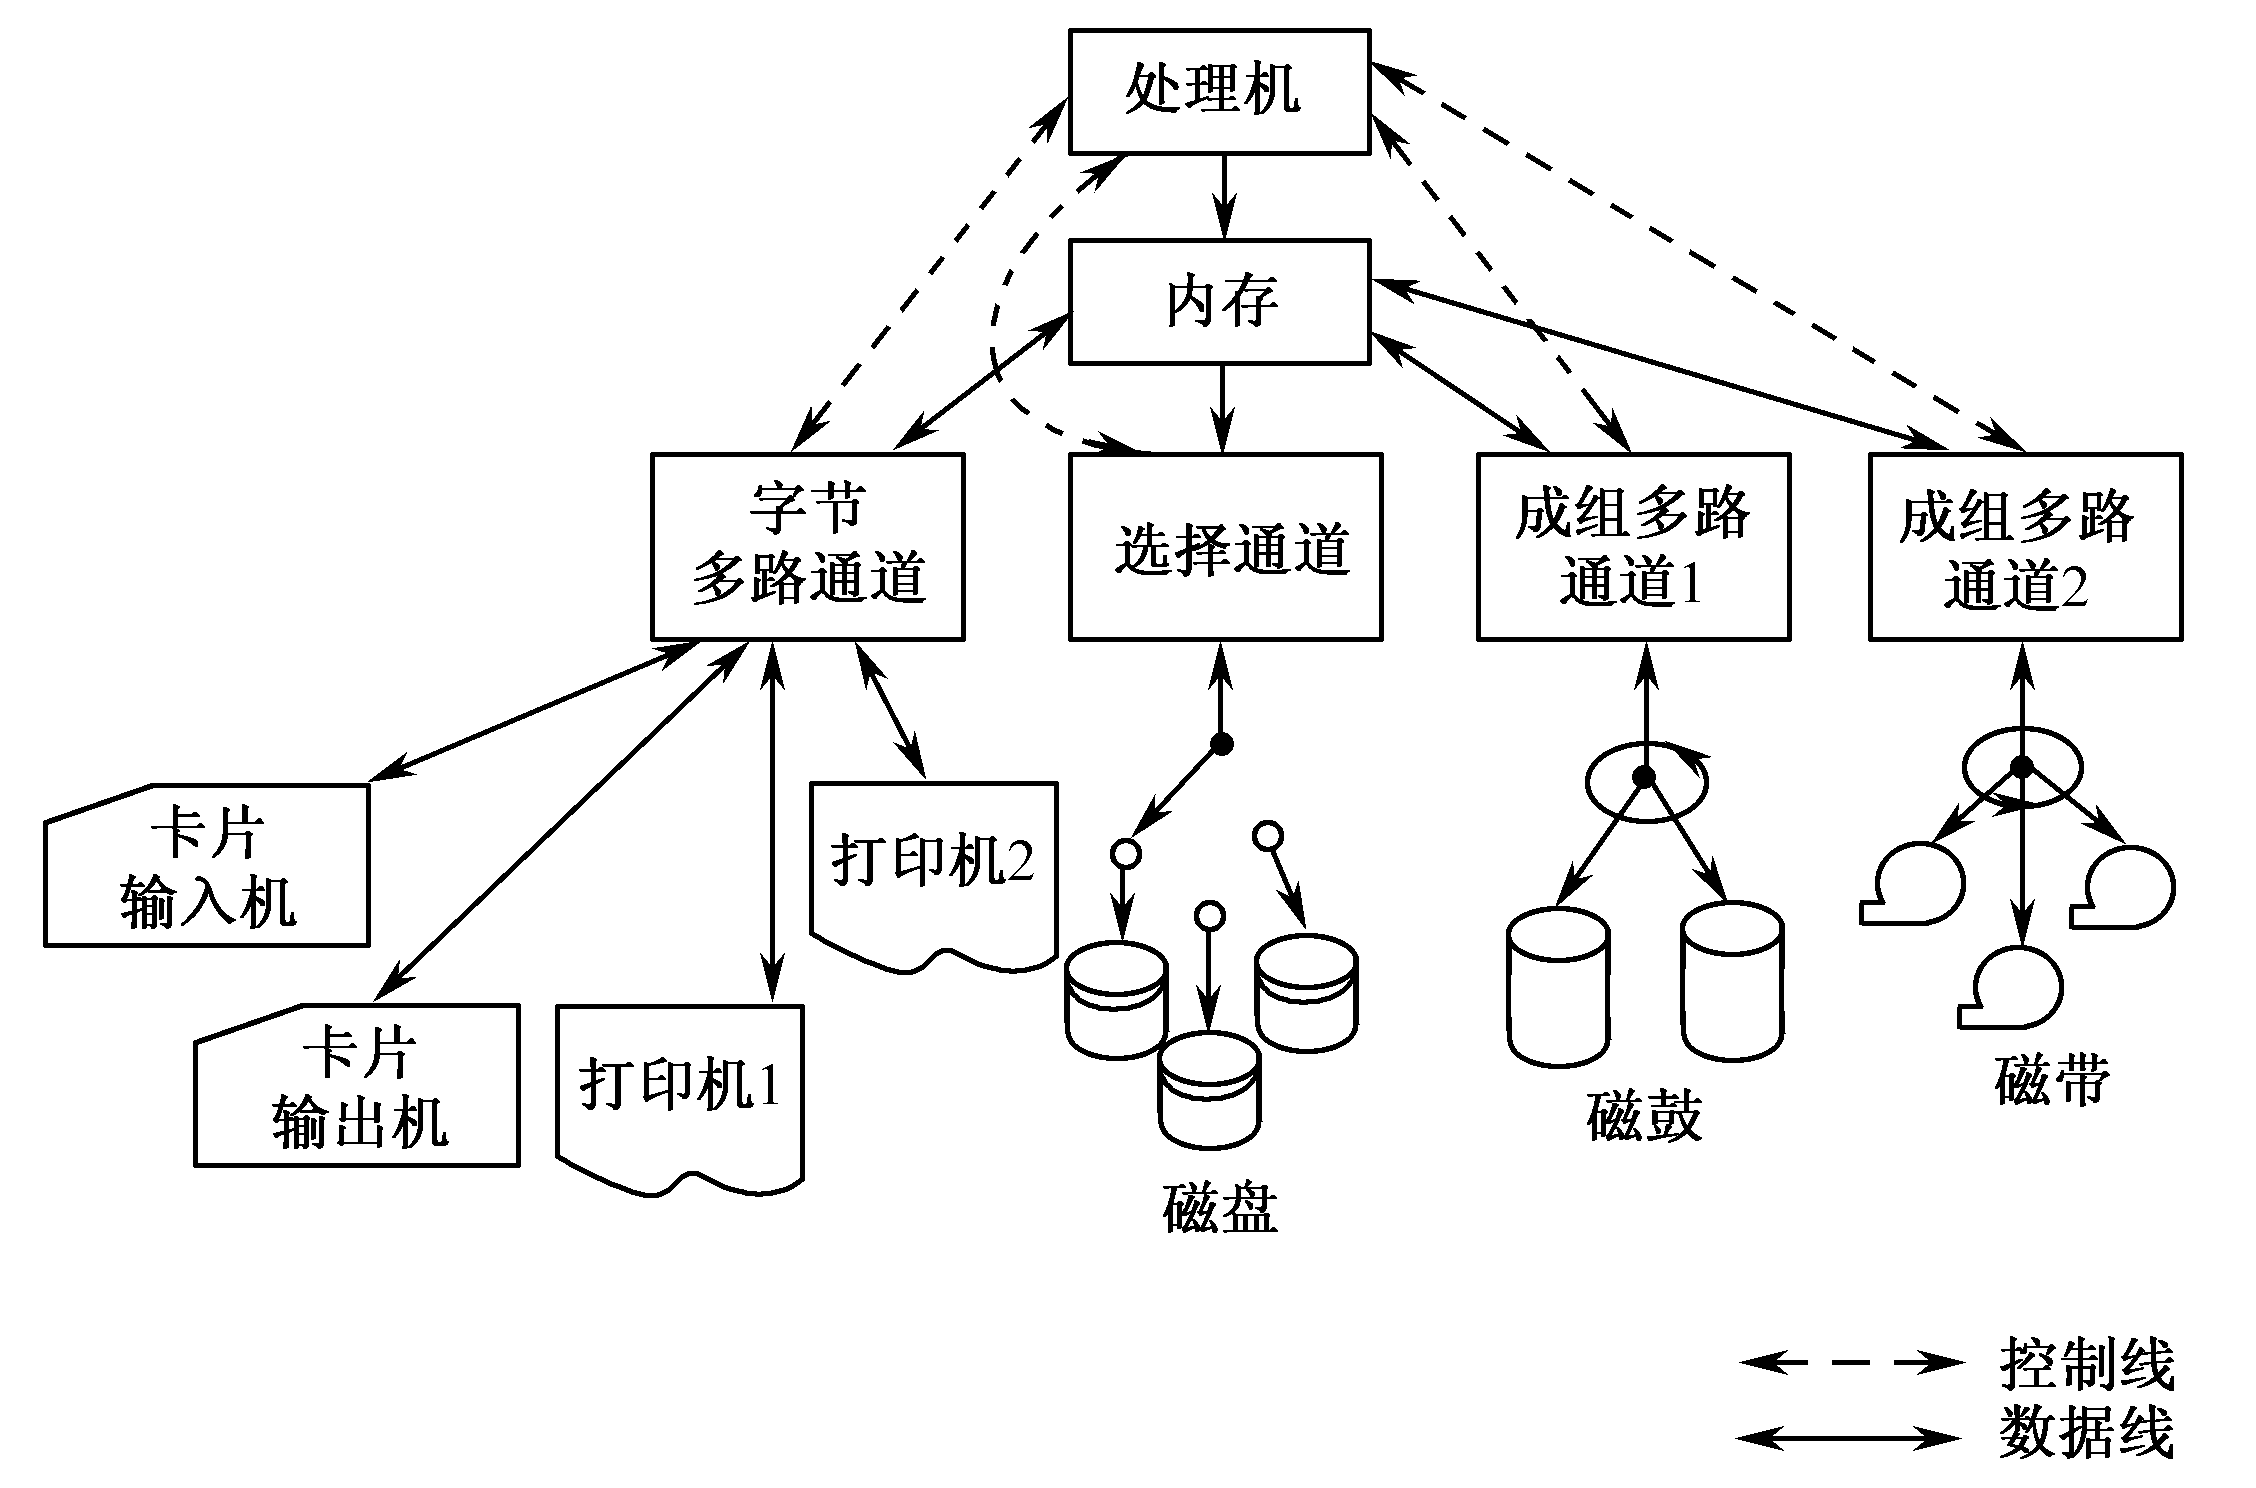 处理机
内存
字节
多路通道
选择通道
成组多路
通道1
成组多路
通道2
卡片
输入机
打印机2
卡片
输出机
打印机1
磁盘
磁鼓
磁带
控制线
数据线